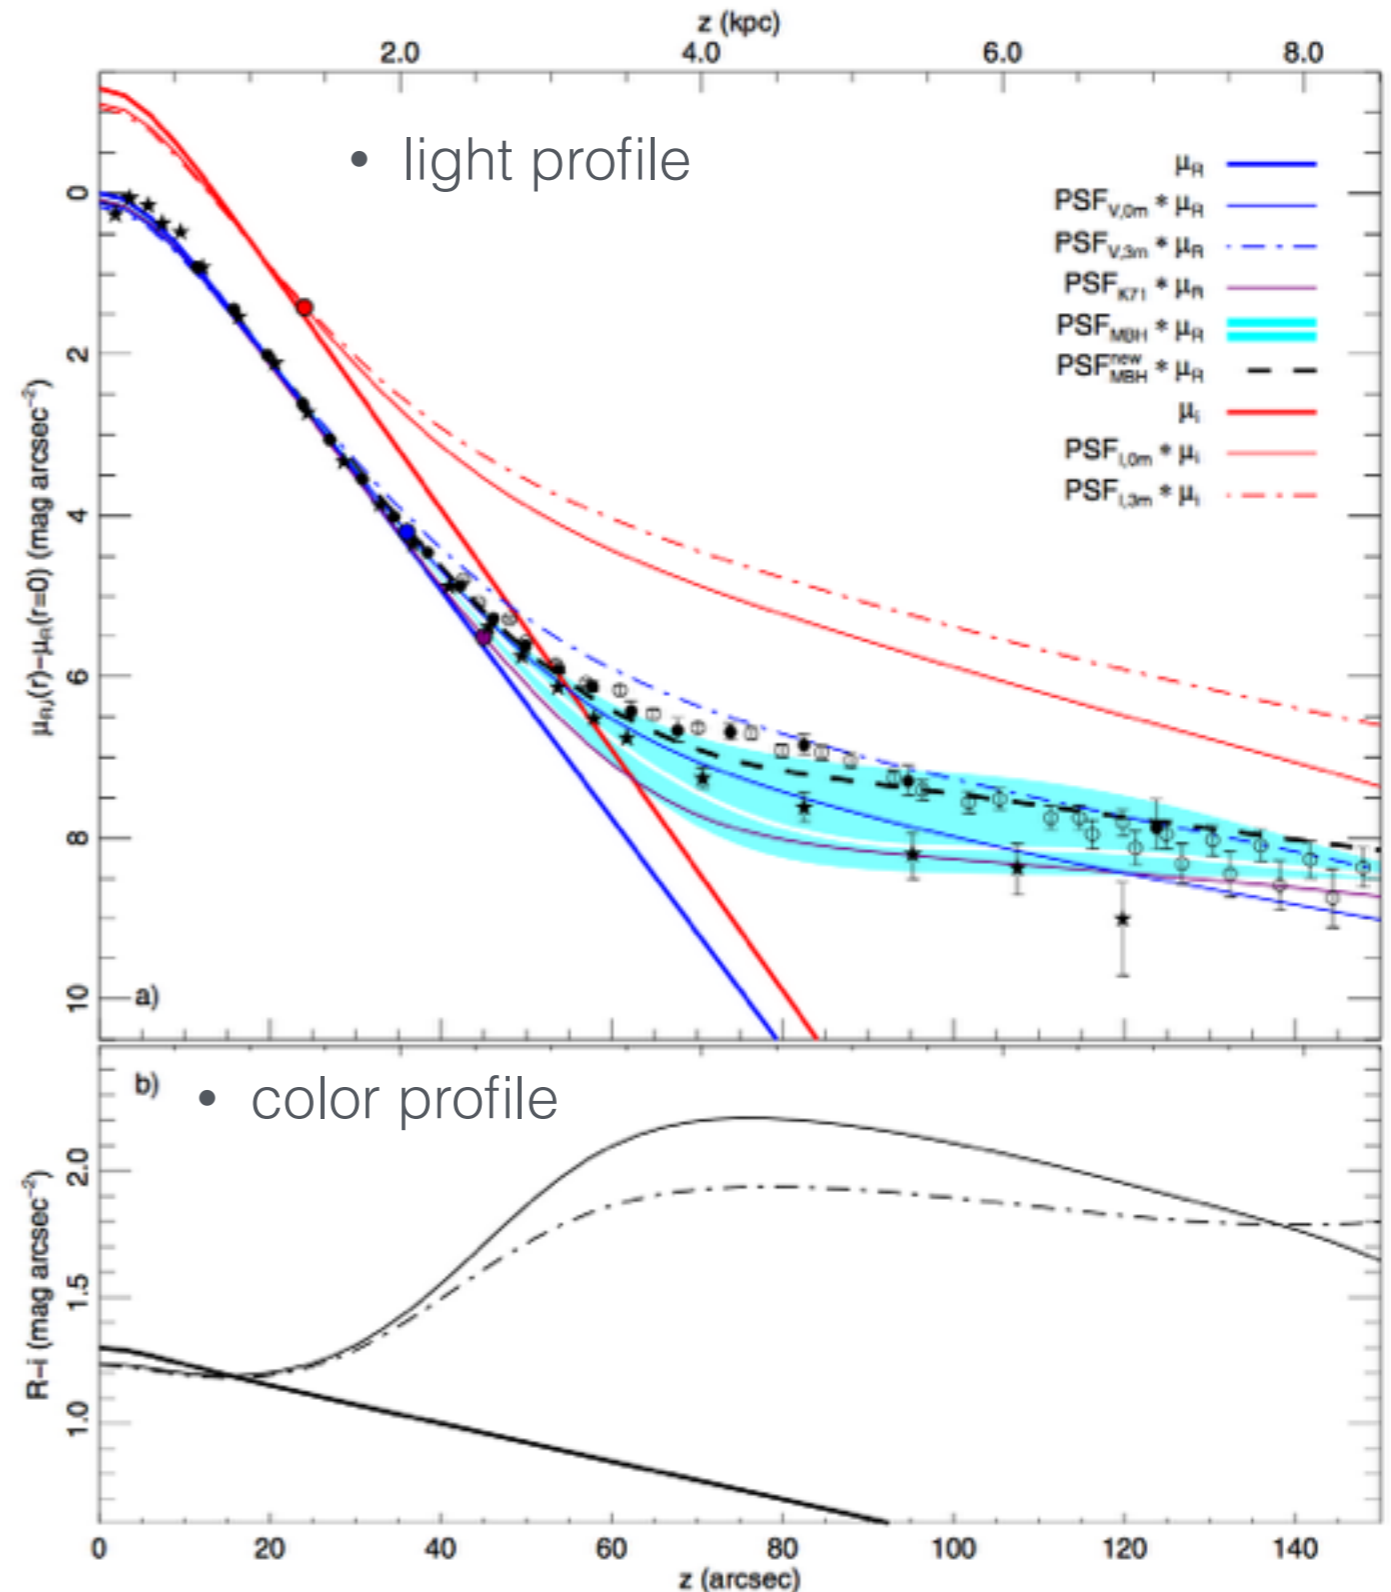 z (kpc)
2.0 4.0 6.0 8.0
• light profile
μR
PSFV,0m * μR
PSFV,3m * μR
PSFK71 * μR
PSFMBH * μR
PSFnewMBH * μR
μi
PSFI,0m * μi
PSFI,3m * μi
0
2
4
6
8
10
μR,i(r)−μR(r=0) (mag arcsec−2)
a)
b)
• color profile
2.0
1.5
1.0
R−i (mag arcsec−2)
0 20 40 60 80 100 120 140
z (arcsec)